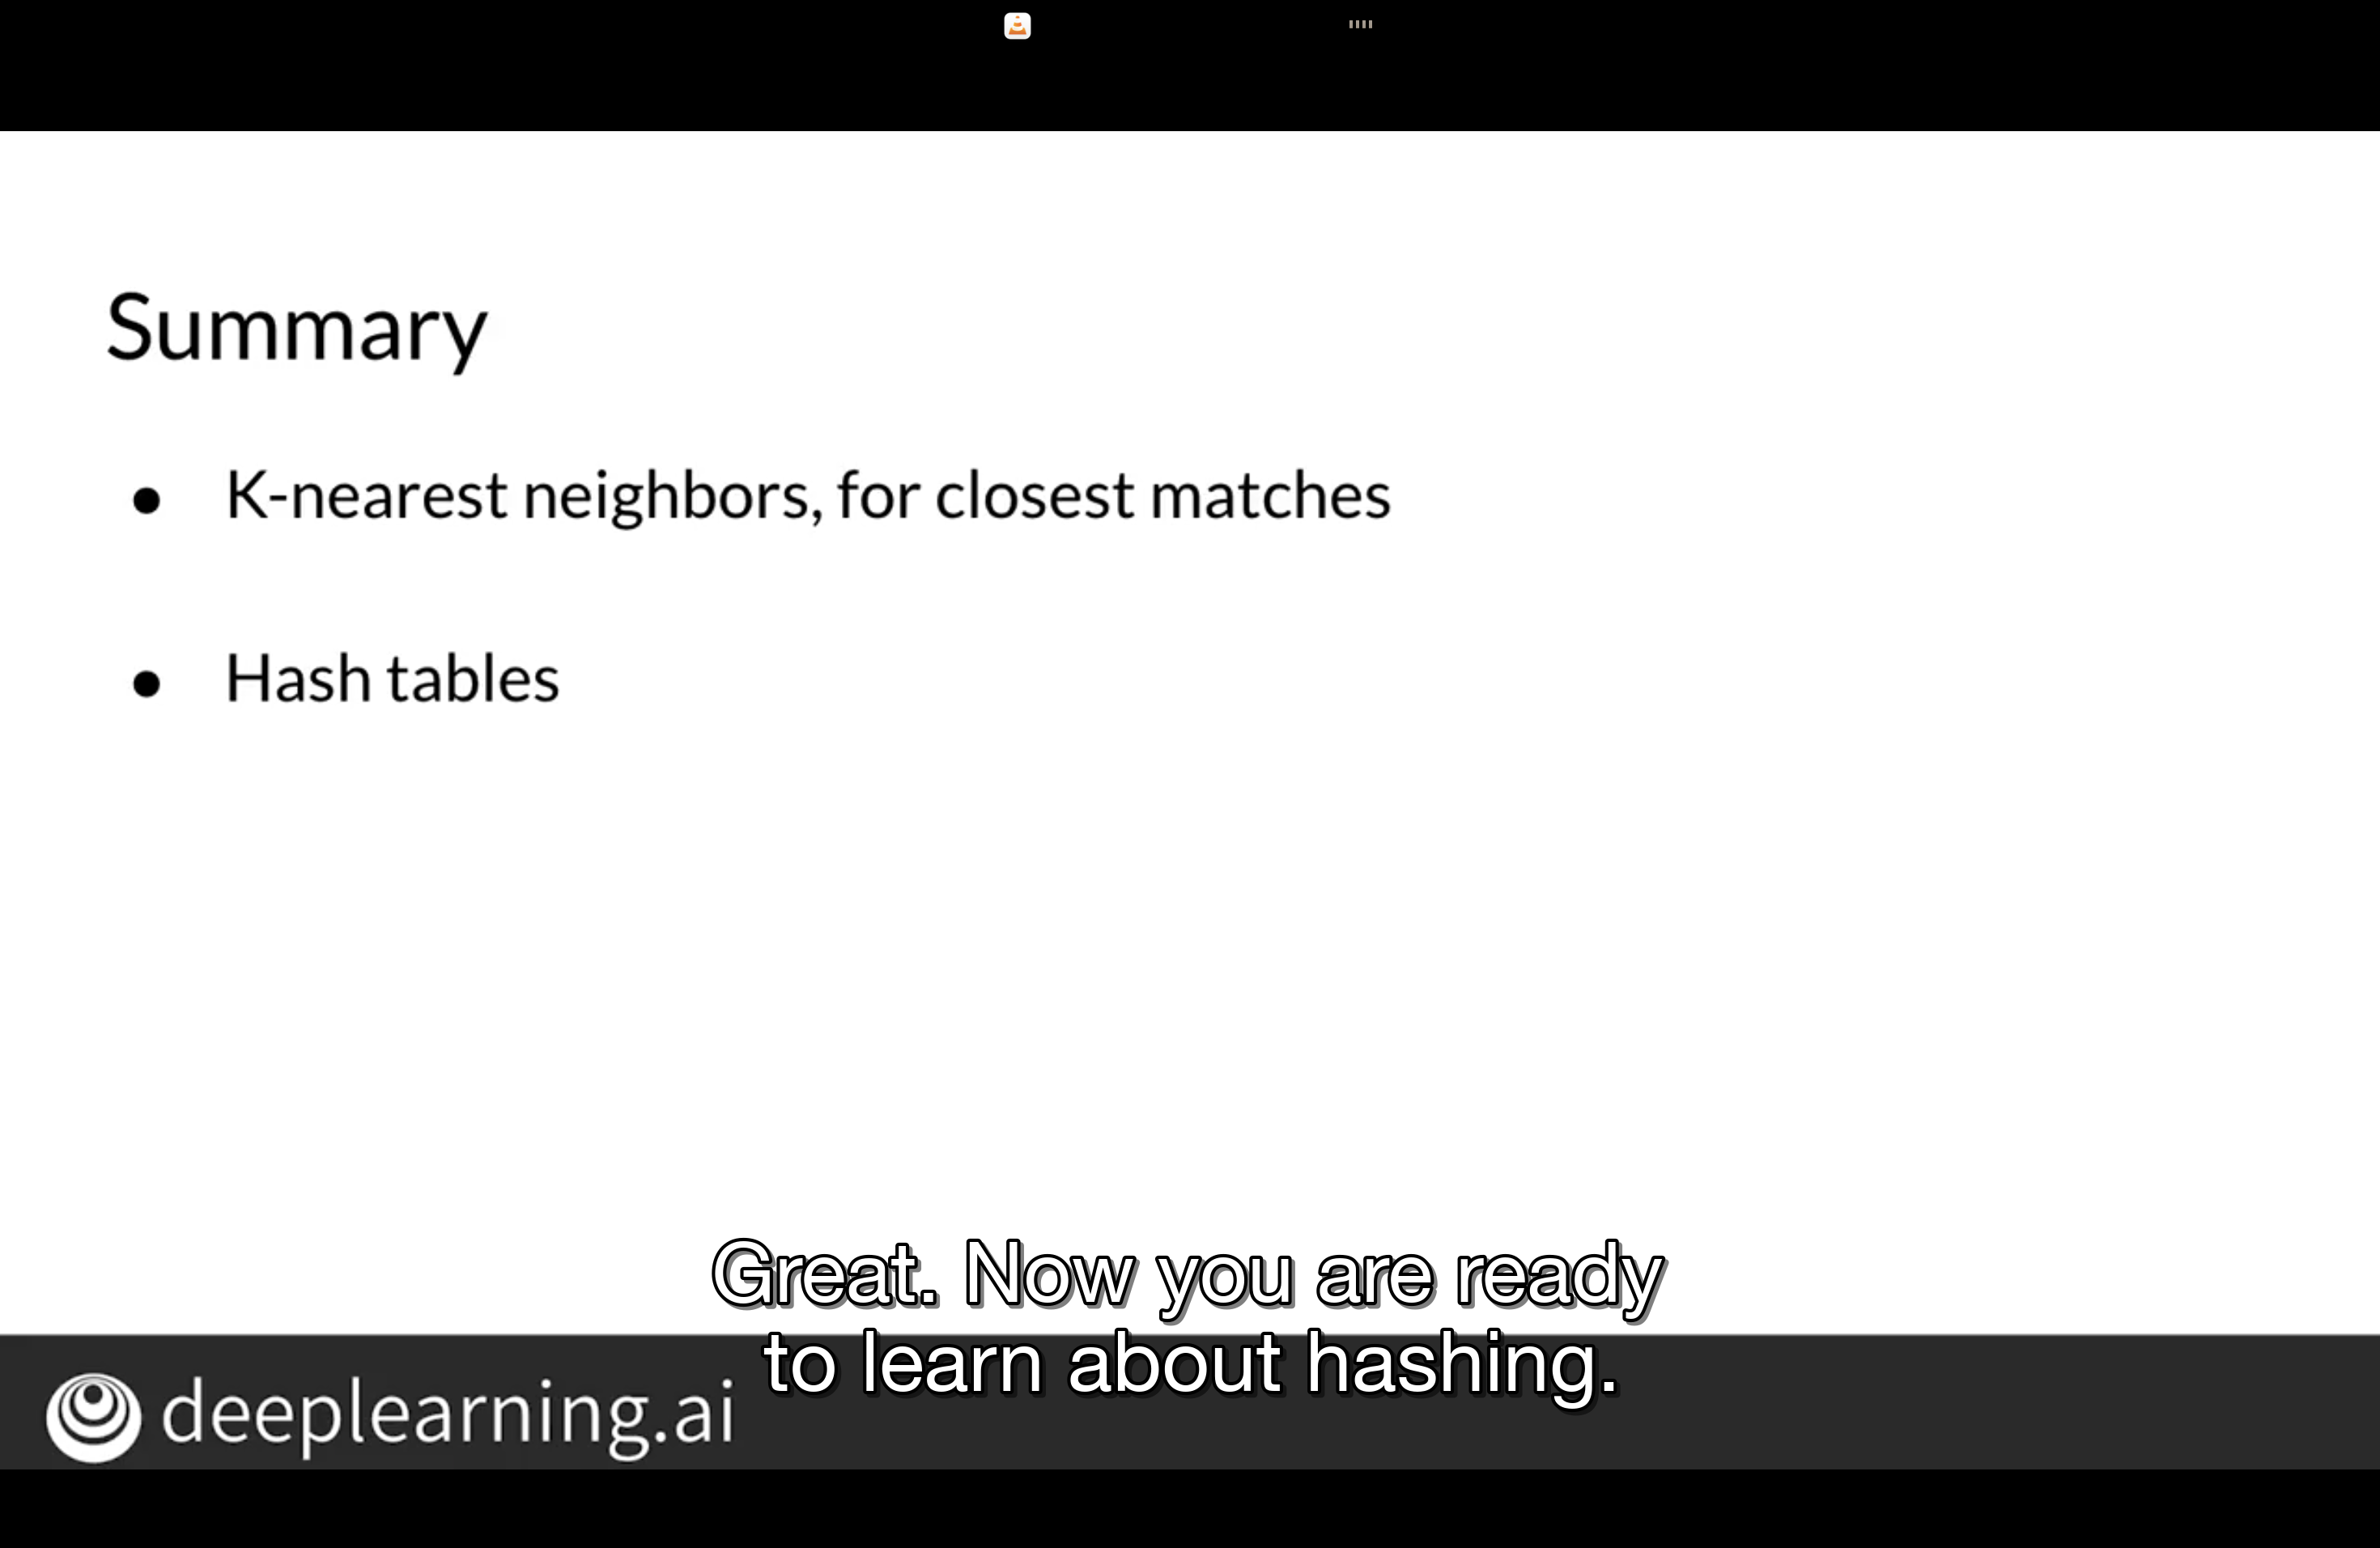 Summary
● K-nearest neighbors, for closest matches
● Hash tables
Great. Now you are ready
to learn about hashing.
deeplearning.ai